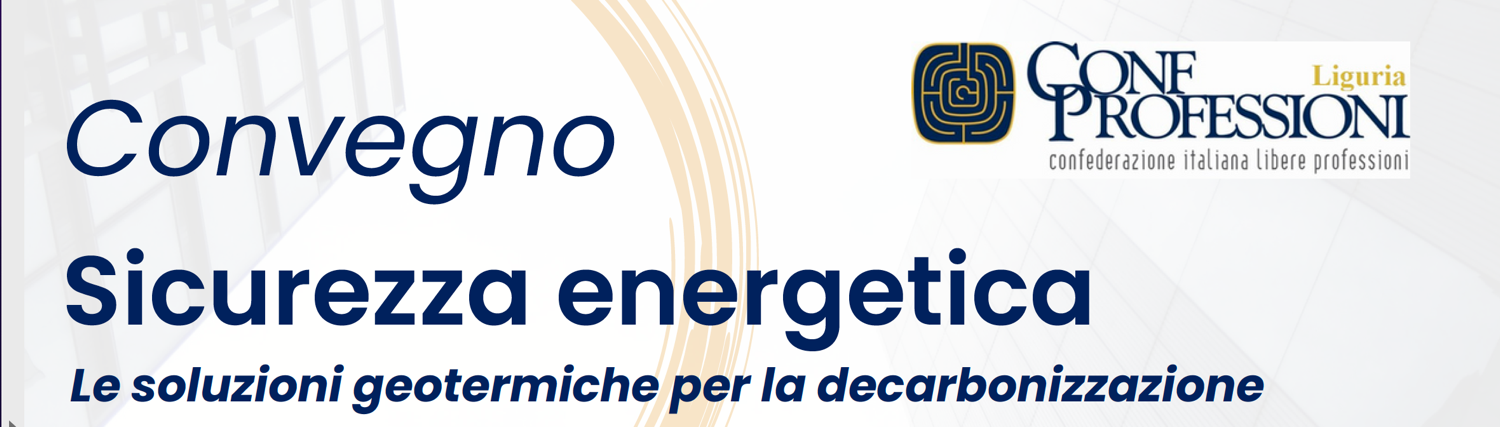 Convegno
CONF
PROFESSIONI
Liguria
confederazione italiana libere professioni
Sicurezza energetica
Le soluzioni geotermiche per la decarbonizzazione